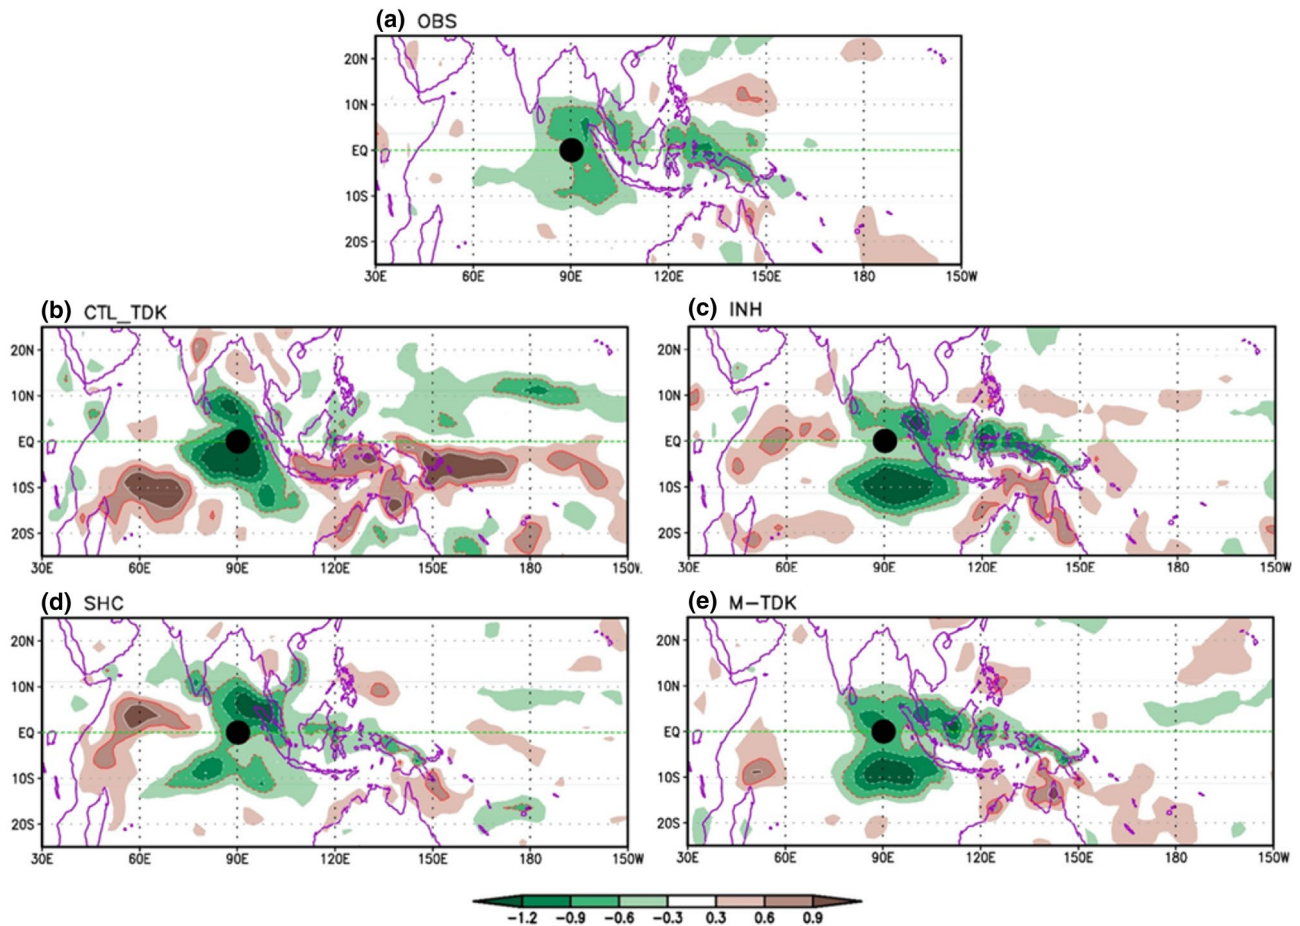 (a) OBS
20N
10N
EQ
10S
20S
30E 60E 90E 120E 150E 180 150W
(b) CTL_TDK
20N
10N
EQ
10S
20S
30E 60E 90E 120E 150E 180 150W.
(c) INH
20N
10N
EQ
10S
20S
30E 60E 90E 120E 150E 180 150W
(d) SHC
20N
10N
EQ
10S
20S
30E 60E 90E 120E 150E 180 150W
(e) M-TDK
20N
10N
EQ
10S
20S
30E 60E 90E 120E 150E 180 150W
-1.2 -0.9 -0.6 -0.3 0.3 0.6 0.9